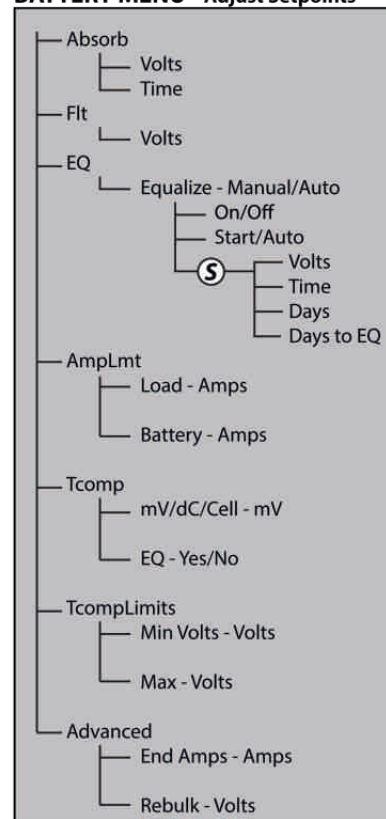 BATTERY MENU - Adjust Setpoints
Absorb
Volts
Time
Flt
Volts
EQ
Equalize - Manual/Auto
On/Off
Start/Auto
S
Volts
Time
Days
Days to EQ
AmpLmt
Load - Amps
Battery - Amps
Tcomp
mV/dC/Cell - mV
EQ - Yes/No
TcompLimits
Min Volts - Volts
Max - Volts
Advanced
End Amps - Amps
Rebulk - Volts